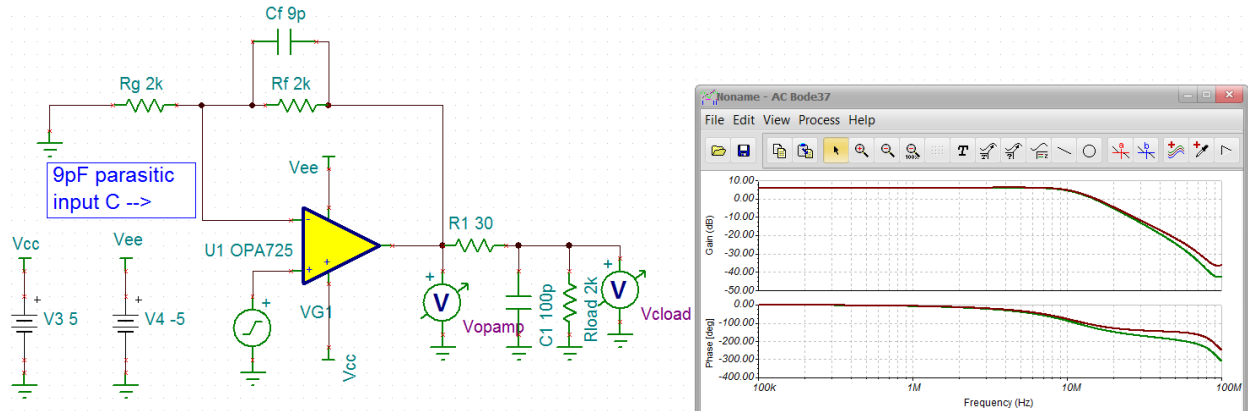 Cf 9p
Rg 2k
Rf 2k
9pF parasitic
input C -->
Vee
Vcc
Vee
U1 OPA725
R1 30
+
+
-
+
+
+
V3 5
+
V4 -5
VG1
Vcc
+
V
Vopamp
C1 100p
Rload 2k
+
V
Vcload
Noname - AC Bode37
File Edit View Process Help
100%
T
a
b
Gain (dB)
10.00
0.00
-10.00
-20.00
-30.00
-40.00
-50.00
Phase [deg]
0.00
-100.00
-200.00
-300.00
-400.00
100k
1M
10M
100M
Frequency (Hz)